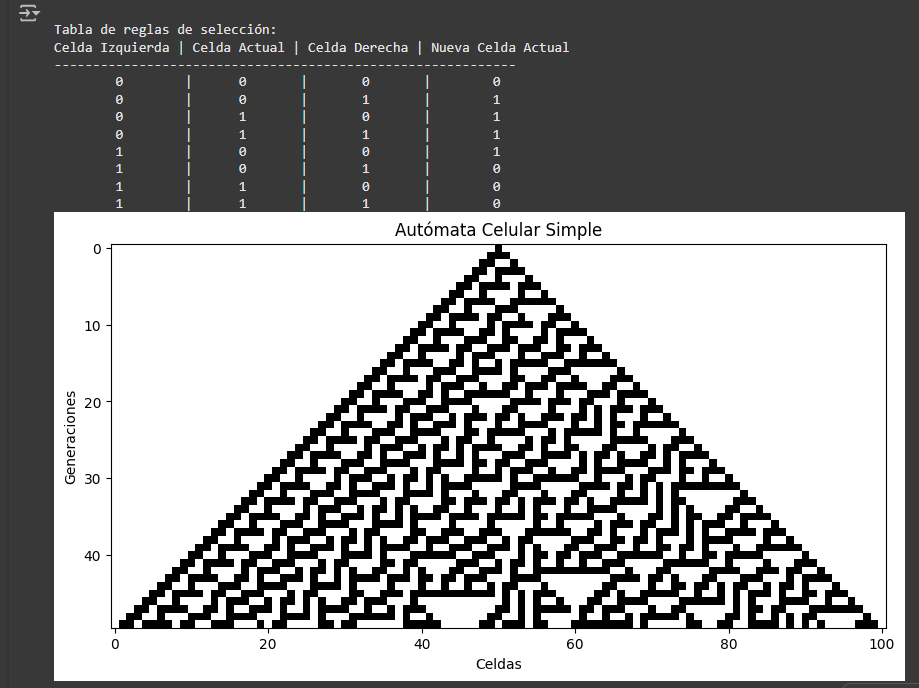 Tabla de reglas de selección:
Celda Izquierda | Celda Actual | Celda Derecha | Nueva Celda Actual
------------------------------------------------------------
0 | 0 | 0 | 0
0 | 0 | 1 | 1
0 | 1 | 0 | 1
0 | 1 | 1 | 1
1 | 0 | 0 | 1
1 | 0 | 1 | 0
1 | 1 | 0 | 0
1 | 1 | 1 | 0
Autómata Celular Simple
0
10
20
30
40
Generaciones
0 20 40 60 80 100
Celdas